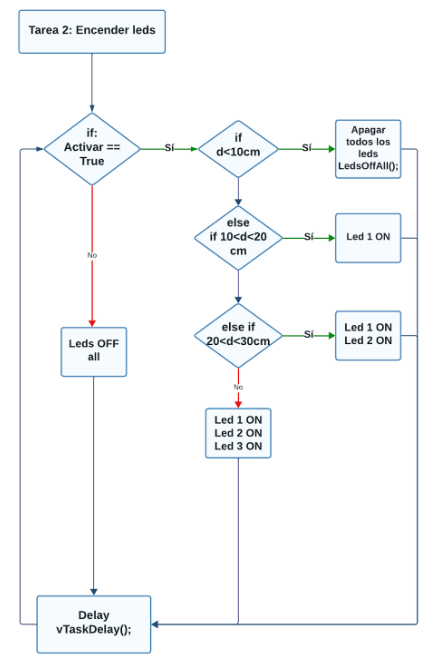 Tarea 2: Encender leds
if:
Activar ==
True
Sí
if
d<10cm
Sí
Apagar
todos los
leds
LedsOffAll();
No
else
if 10<d<20
cm
Sí
Led 1 ON
Leds OFF
all
else if
20<d<30cm
Sí
Led 1 ON
Led 2 ON
No
Led 1 ON
Led 2 ON
Led 3 ON
Delay
vTaskDelay();